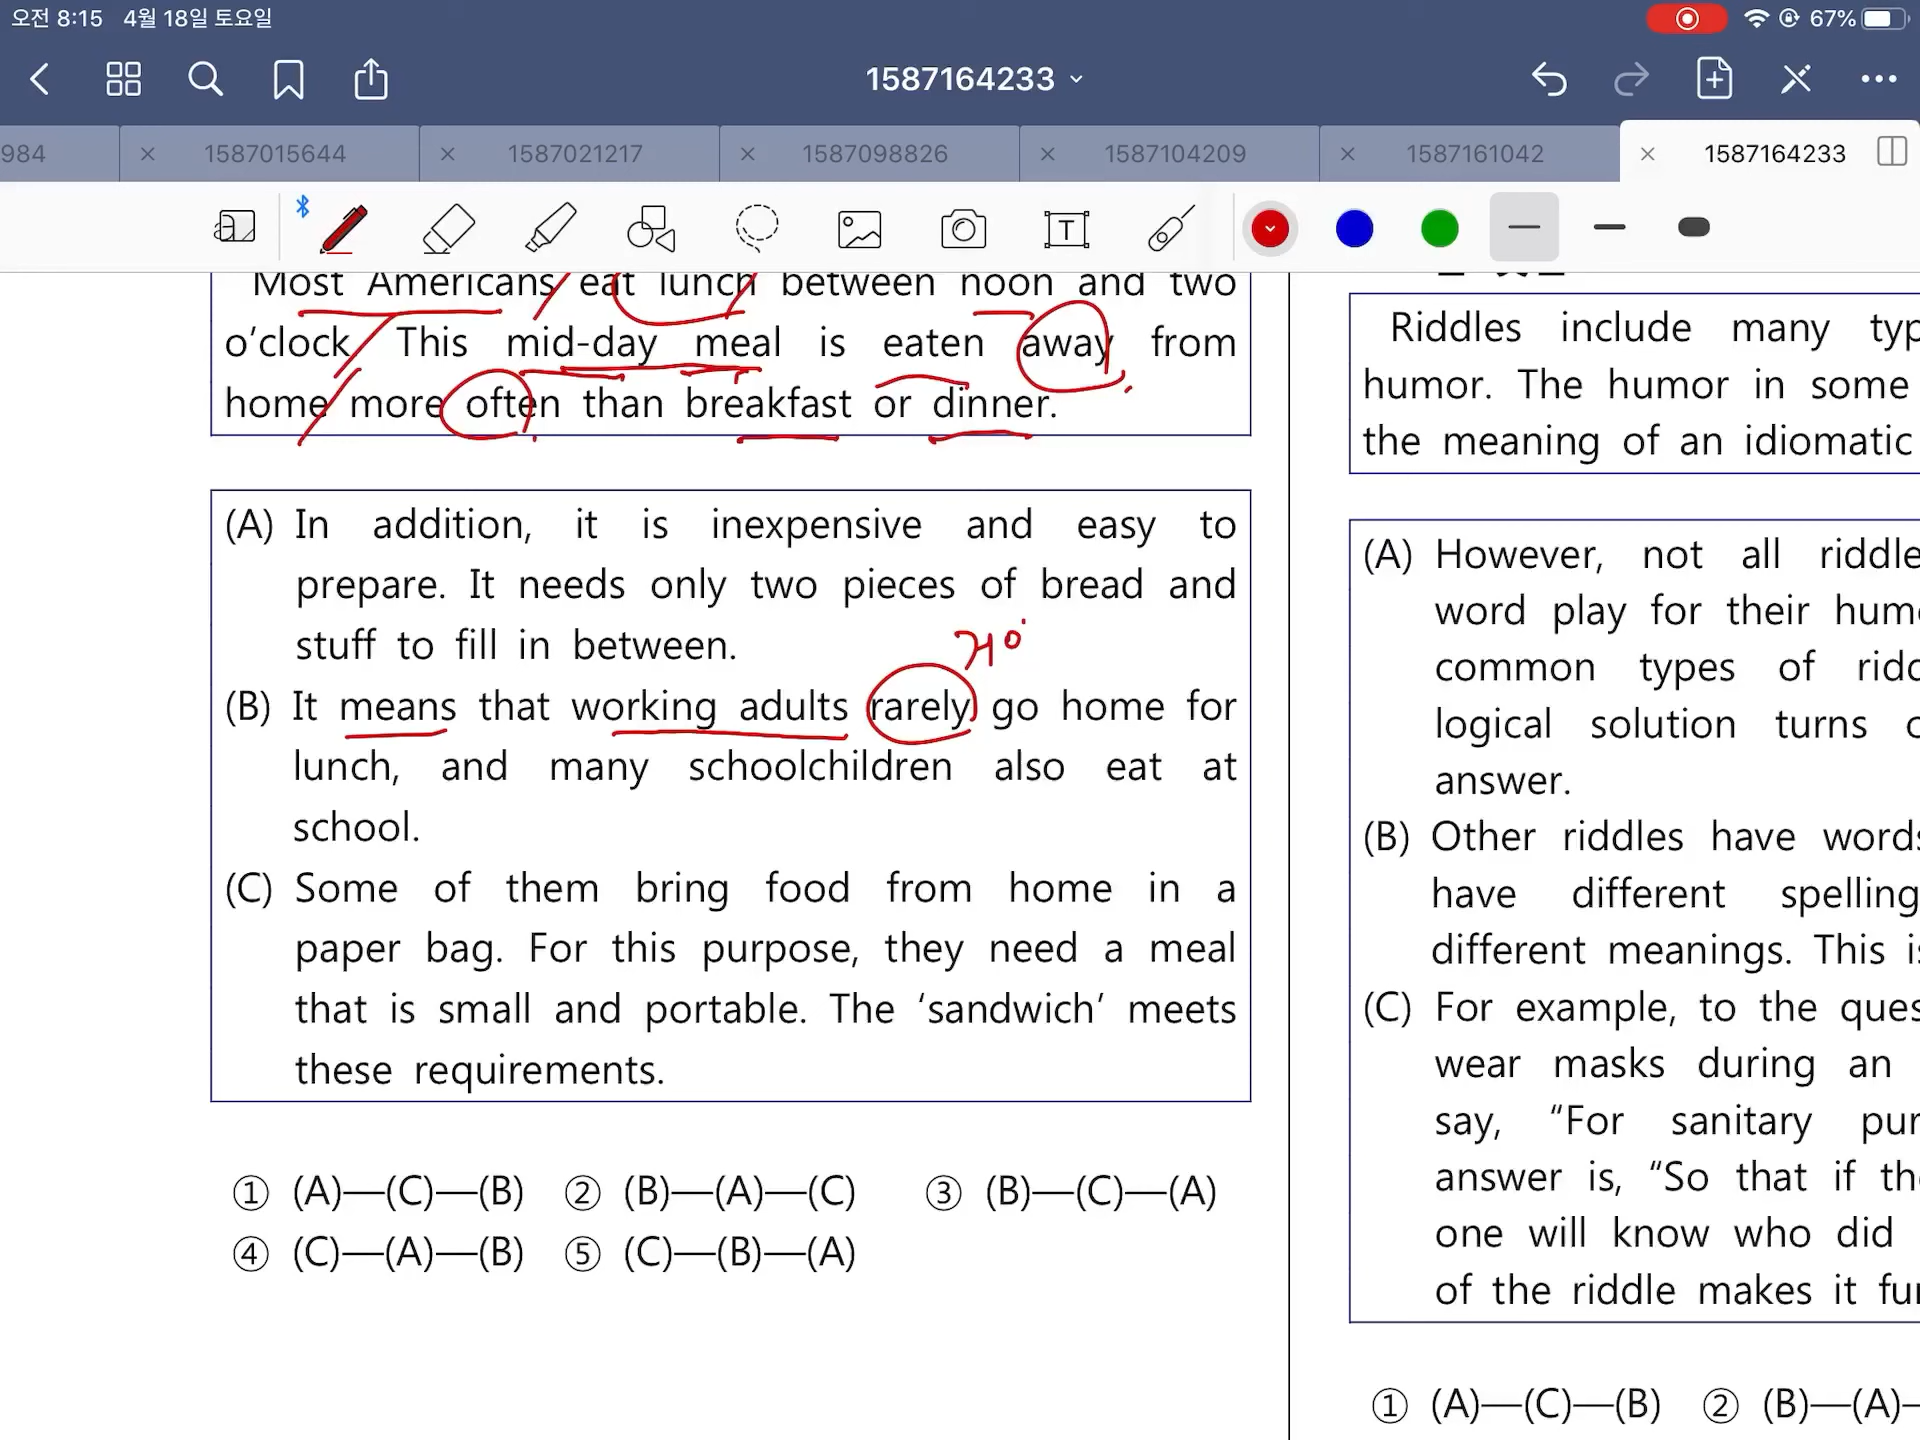 오전 8:15 4월 18일 토요일
67%
1587164233
984
1587015644
1587021217
1587098826
1587104209
1587161042
1587164233
Most Americans eat lunch between noon and two
o’clock. This mid-day meal is eaten away from
home more often than breakfast or dinner.
(A) In addition, it is inexpensive and easy to
prepare. It needs only two pieces of bread and
stuff to fill in between.
(B) It means that working adults rarely go home for
lunch, and many schoolchildren also eat at
school.
(C) Some of them bring food from home in a
paper bag. For this purpose, they need a meal
that is small and portable. The ‘sandwich’ meets
these requirements.
① (A)—(C)—(B) ② (B)—(A)—(C) ③ (B)—(C)—(A)
④ (C)—(A)—(B) ⑤ (C)—(B)—(A)
Riddles include many typ
humor. The humor in some
the meaning of an idiomatic
(A) However, not all riddle
word play for their hum
common types of ridd
logical solution turns
answer.
(B) Other riddles have words
have different spelling
different meanings. This is
(C) For example, to the ques
wear masks during an
say, “For sanitary pur
answer is, “So that if the
one will know who did
of the riddle makes it fu
① (A)—(C)—(B) ② (B)—(A)—